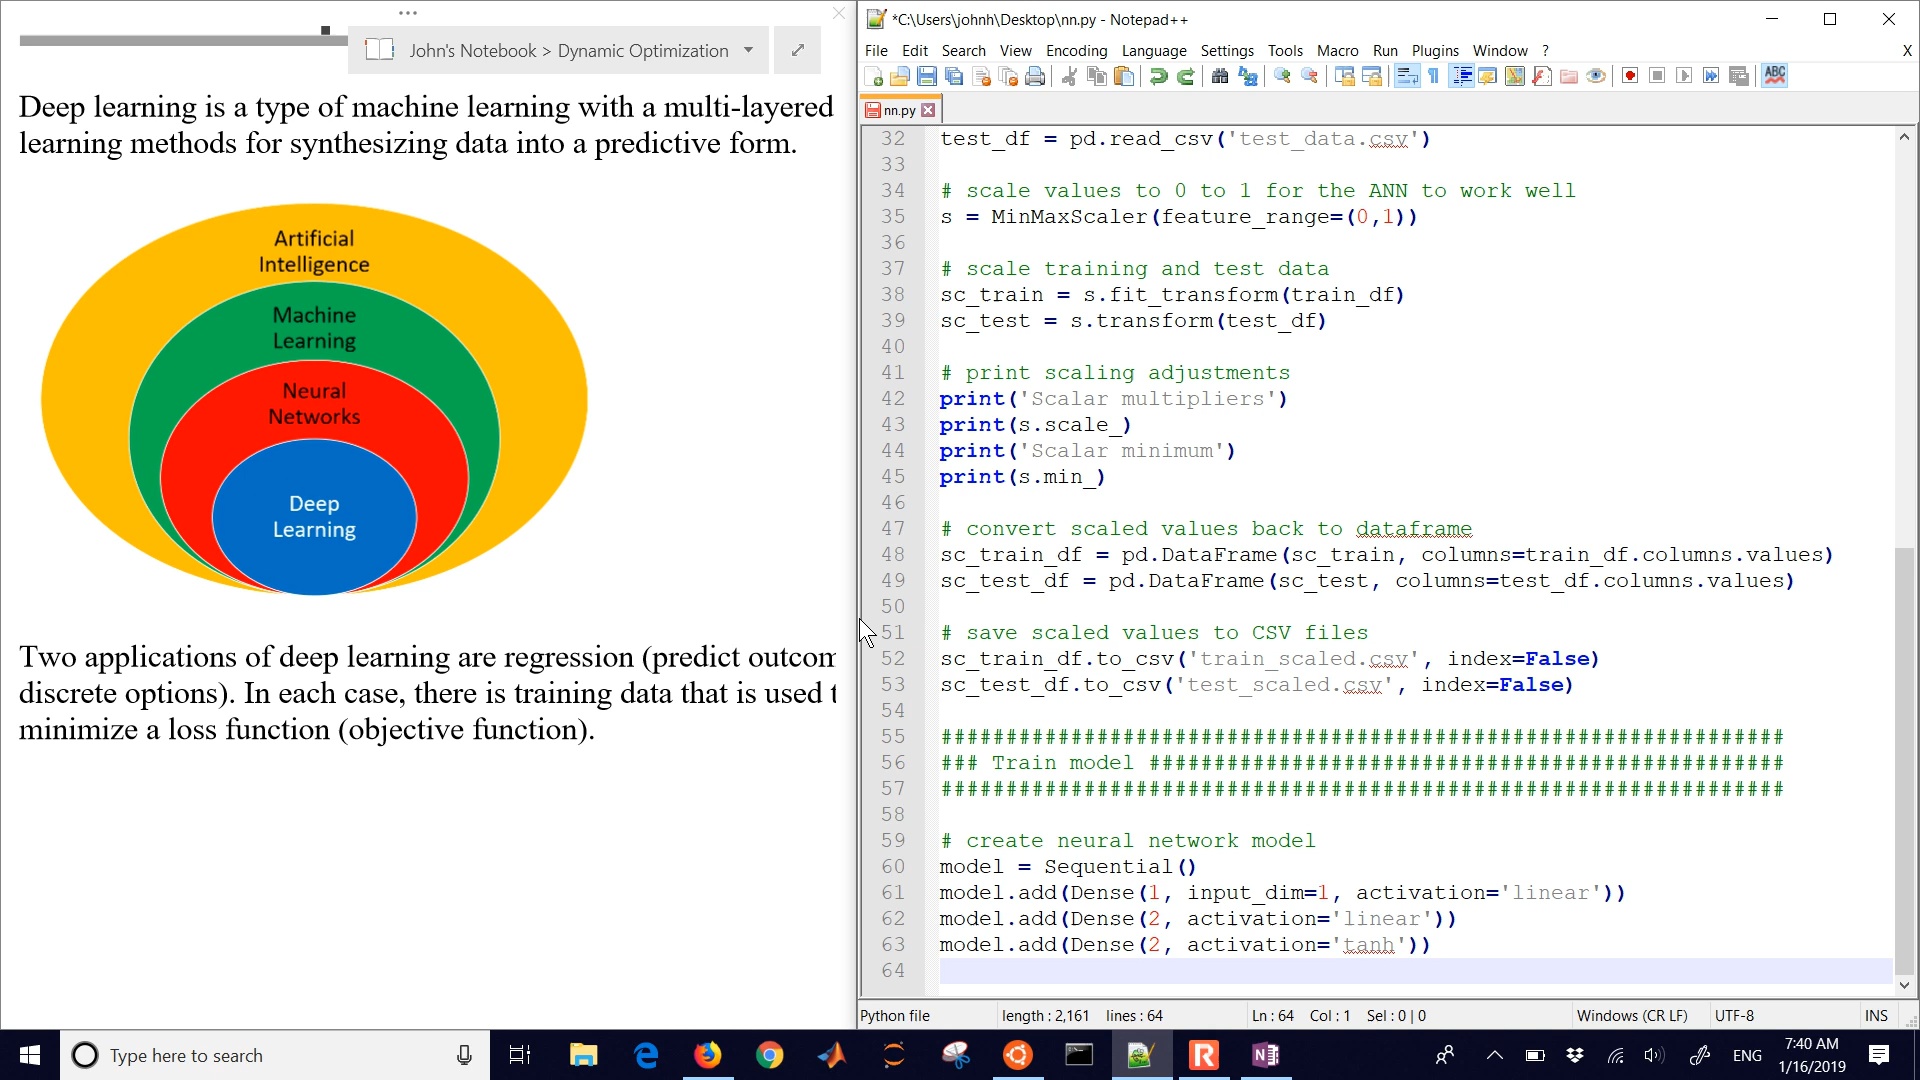 John's Notebook > Dynamic Optimization
Deep learning is a type of machine learning with a multi-layered
learning methods for synthesizing data into a predictive form.
Artificial
Intelligence
Machine
Learning
Neural
Networks
Deep
Learning
Two applications of deep learning are regression (predict outcom
discrete options). In each case, there is training data that is used t
minimize a loss function (objective function).
*C:\Users\johnh\Desktop\nn.py - Notepad++
File Edit Search View Encoding Language Settings Tools Macro Run Plugins Window ? X
nn.py
32 test_df = pd.read_csv('test_data.csv')
33
34 # scale values to 0 to 1 for the ANN to work well
35 s = MinMaxScaler(feature_range=(0,1))
36
37 # scale training and test data
38 sc_train = s.fit_transform(train_df)
39 sc_test = s.transform(test_df)
40
41 # print scaling adjustments
42 print('Scalar multipliers')
43 print(s.scale_)
44 print('Scalar minimum')
45 print(s.min_)
46
47 # convert scaled values back to dataframe
48 sc_train_df = pd.DataFrame(sc_train, columns=train_df.columns.values)
49 sc_test_df = pd.DataFrame(sc_test, columns=test_df.columns.values)
50
51 # save scaled values to CSV files
52 sc_train_df.to_csv('train_scaled.csv', index=False)
53 sc_test_df.to_csv('test_scaled.csv', index=False)
54
55 #################################################################
56 ### Train model #################################################
57 #################################################################
58
59 # create neural network model
60 model = Sequential()
61 model.add(Dense(1, input_dim=1, activation='linear'))
62 model.add(Dense(2, activation='linear'))
63 model.add(Dense(2, activation='tanh'))
64
Python file length : 2,161 lines : 64 Ln : 64 Col : 1 Sel : 0 | 0 Windows (CR LF) UTF-8 INS
Type here to search
ENG
7:40 AM
1/16/2019